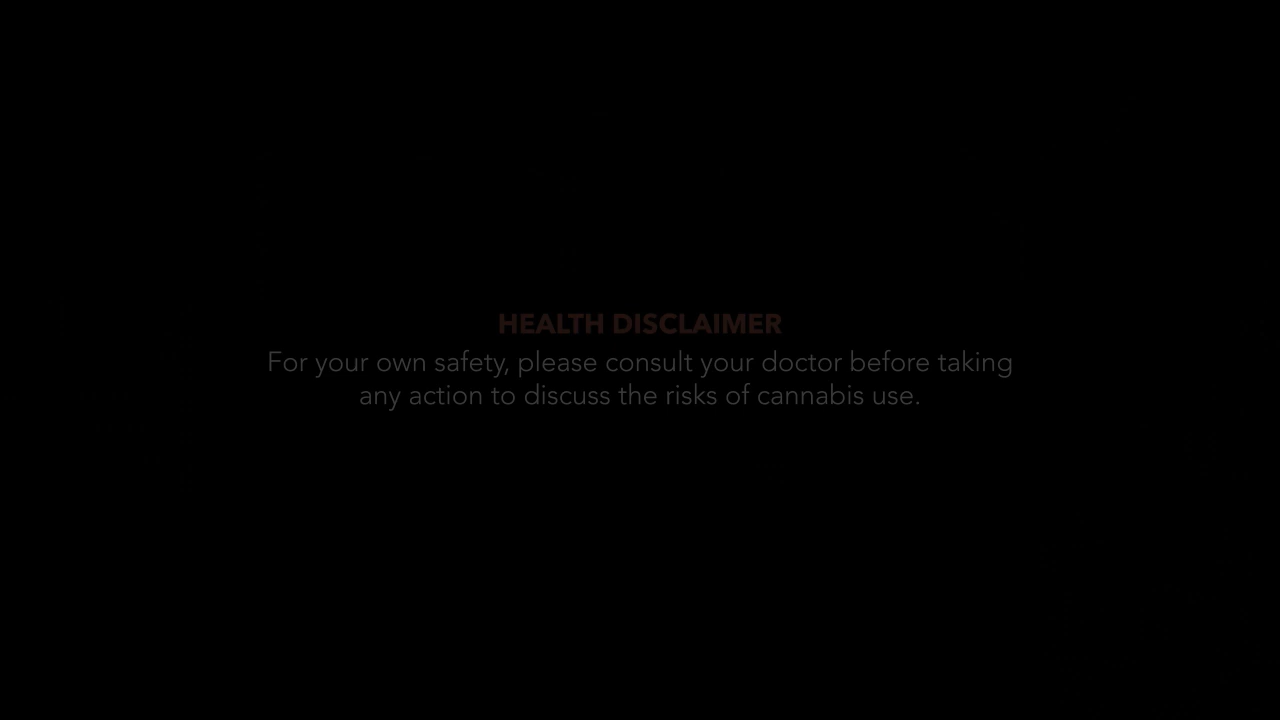 HEALTH DISCLAIMER
For your own safety, please consult your doctor before taking
any action to discuss the risks of cannabis use.